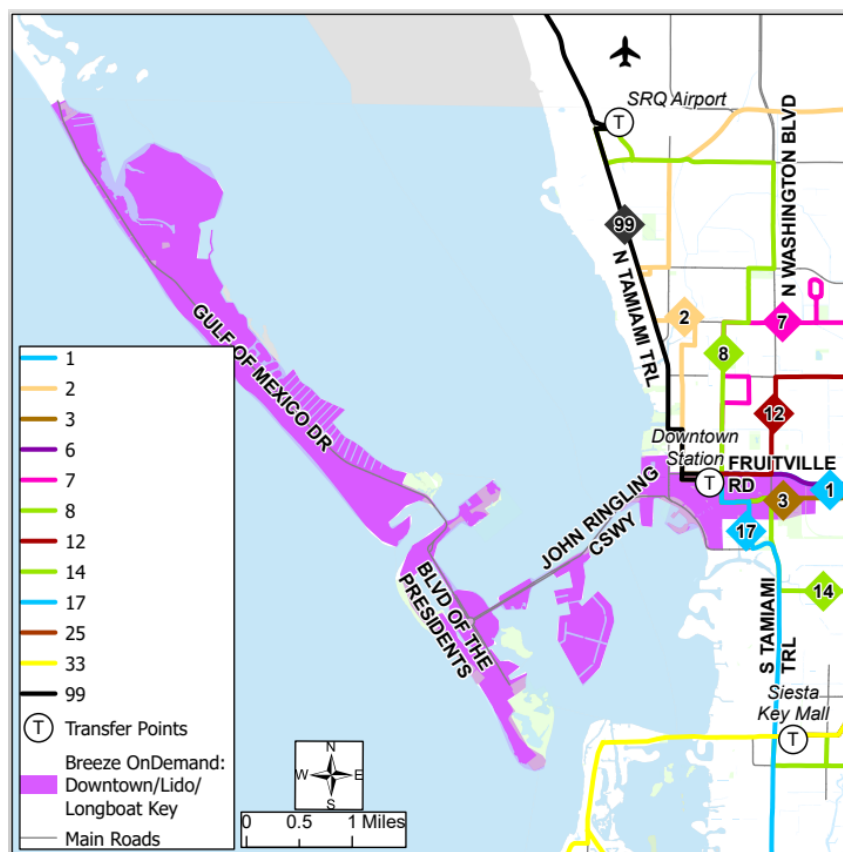 SRQ Airport
T
N WASHINGTON BLVD
99
N TAMIAMI TRL
2
7
8
12
GULF OF MEXICO DR
Downtown
Station
T
FRUITVILLE
RD
1
3
17
JOHN RINGLING
CSWY
BLVD OF THE
PRESIDENTS
14
S TAMIAMI
TRL
Siesta
Key Mall
T
1
2
3
6
7
8
12
14
17
25
33
99
T Transfer Points
Breeze OnDemand:
Downtown/Lido/
Longboat Key
Main Roads
N
W E
S
0 0.5 1 Miles